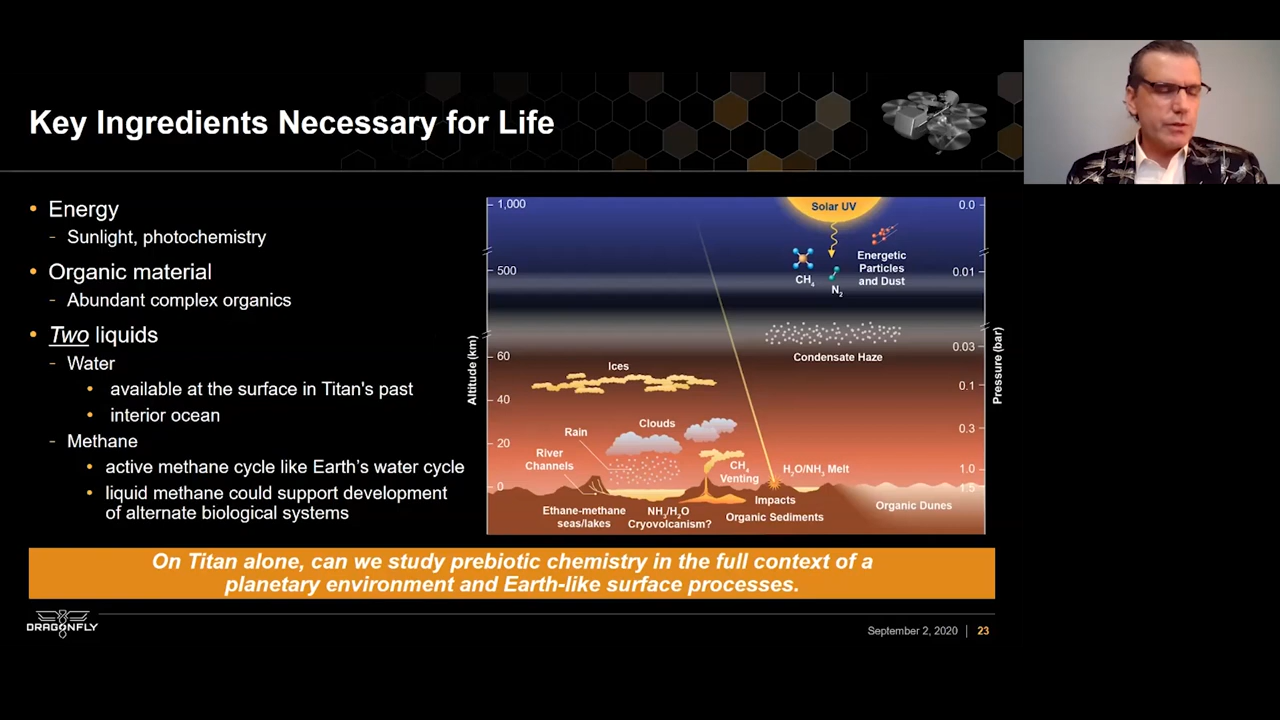 Key Ingredients Necessary for Life
• Energy
- Sunlight, photochemistry
• Organic material
- Abundant complex organics
• Two liquids
- Water
• available at the surface in Titan's past
• interior ocean
- Methane
• active methane cycle like Earth's water cycle
• liquid methane could support development
of alternate biological systems
Altitude (km)
1,000
500
60
40
20
0
Solar UV
CH4
N2
Energetic
Particles
and Dust
Condensate Haze
Ices
Clouds
Rain
River
Channels
CH4
Venting
H2O/NH3 Melt
Impacts
Ethane-methane
seas/lakes
NH3/H2O
Cryovolcanism?
Organic Sediments
Organic Dunes
0.0
0.01
0.03
0.1
0.3
1.0
1.5
Pressure (bar)
On Titan alone, can we study prebiotic chemistry in the full context of a
planetary environment and Earth-like surface processes.
DRAGONFLY
September 2, 2020 | 23